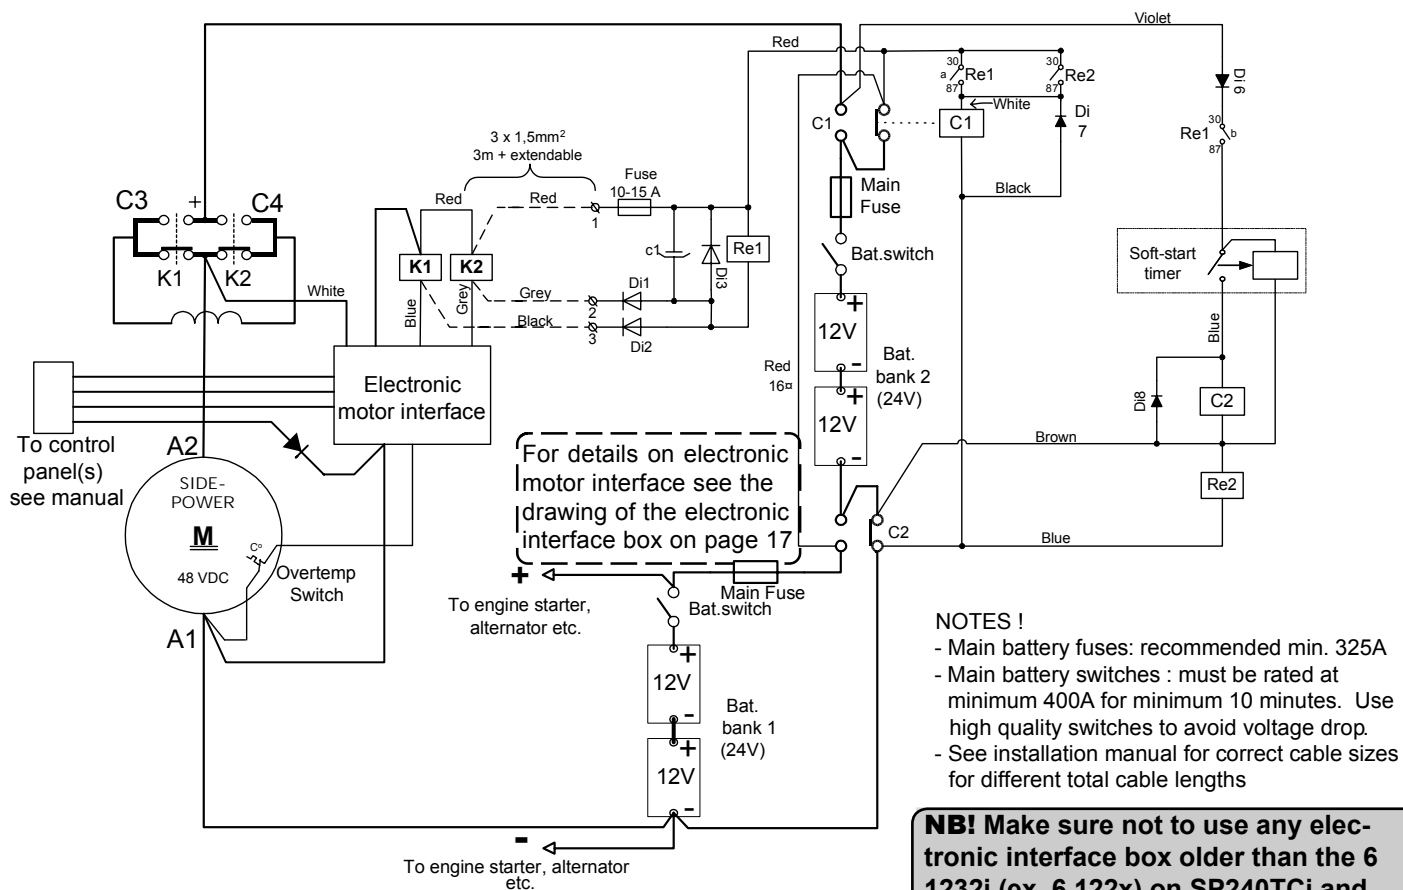 Violet
Red
30
a Re1
87
30
Re2
87
White
C1
C1
Di
7
Di 6
30
Re1 b
87
3 x 1,5mm²
3m + extendable
Fuse
10-15 A
Main
Fuse
Black
C3 + C4
Red
Red
1
c1
Di3
Re1
Bat.switch
Soft-start
timer
K1 K2
K1 K2
White
Blue
Grey
Grey
2
Di1
Black
3
Di2
+
12V
-
Bat.
bank 2
(24V)
+
12V
-
Red
16¤
Blue
Di8
C2
Brown
Re2
Electronic
motor interface
To control
panel(s)
see manual
A2
SIDE-
POWER
M
48 VDC
C°
Overtemp
Switch
A1
For details on electronic
motor interface see the
drawing of the electronic
interface box on page 17
C2
Blue
+
To engine starter,
alternator etc.
Main Fuse
Bat.switch
+
12V
-
Bat.
bank 1
(24V)
+
12V
-
-
To engine starter, alternator
etc.
NOTES !
- Main battery fuses: recommended min. 325A
- Main battery switches : must be rated at
minimum 400A for minimum 10 minutes. Use
high quality switches to avoid voltage drop.
- See installation manual for correct cable sizes
for different total cable lengths
NB! Make sure not to use any elec-
tronic interface box older than the 6
1232i (ex. 6 122x) on SP240TCi and